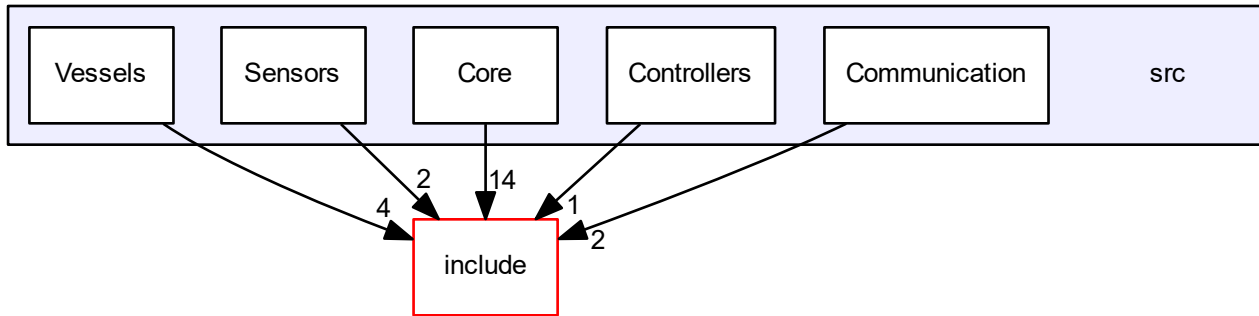 Vessels
Sensors
Core
Controllers
Communication
src
4
2
14
1
2
include